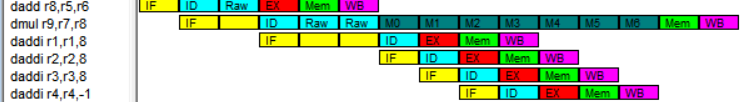 dadd r8,r5,r6 IF ID Raw EX Mem WB
dmul r9,r7,r8 IF ID Raw Raw M0 M1 M2 M3 M4 M5 M6 Mem WB
daddi r1,r1,8 IF ID EX Mem WB
daddi r2,r2,8 IF ID EX Mem WB
daddi r3,r3,8 IF ID EX Mem WB
daddi r4,r4,-1 IF ID EX Mem WB